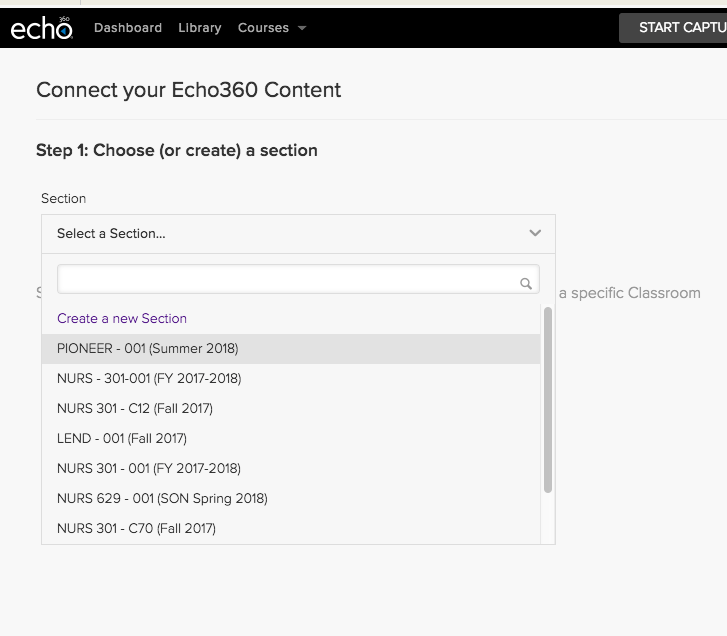 echo360 Dashboard Library Courses START CAPTU
Connect your Echo360 Content
Step 1: Choose (or create) a section
Section
Select a Section...
a specific Classroom
Create a new Section
PIONEER - 001 (Summer 2018)
NURS - 301-001 (FY 2017-2018)
NURS 301 - C12 (Fall 2017)
LEND - 001 (Fall 2017)
NURS 301 - 001 (FY 2017-2018)
NURS 629 - 001 (SON Spring 2018)
NURS 301 - C70 (Fall 2017)